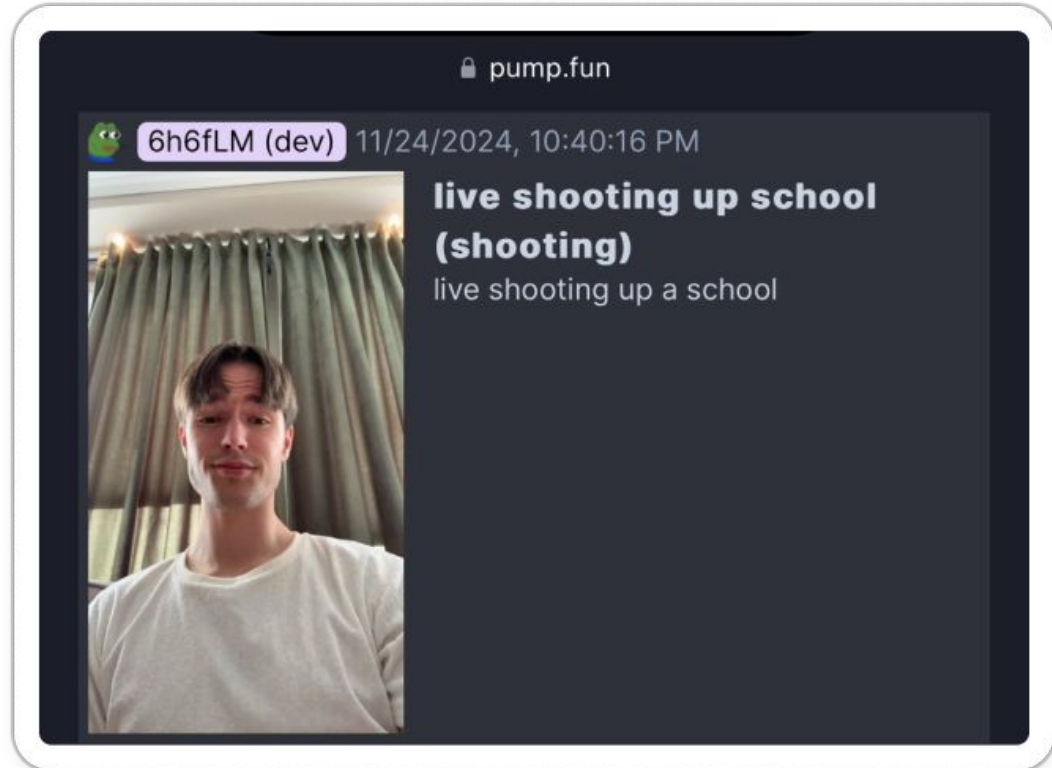 pump.fun
6h6fLM (dev) 11/24/2024, 10:40:16 PM
live shooting up school
(shooting)
live shooting up a school